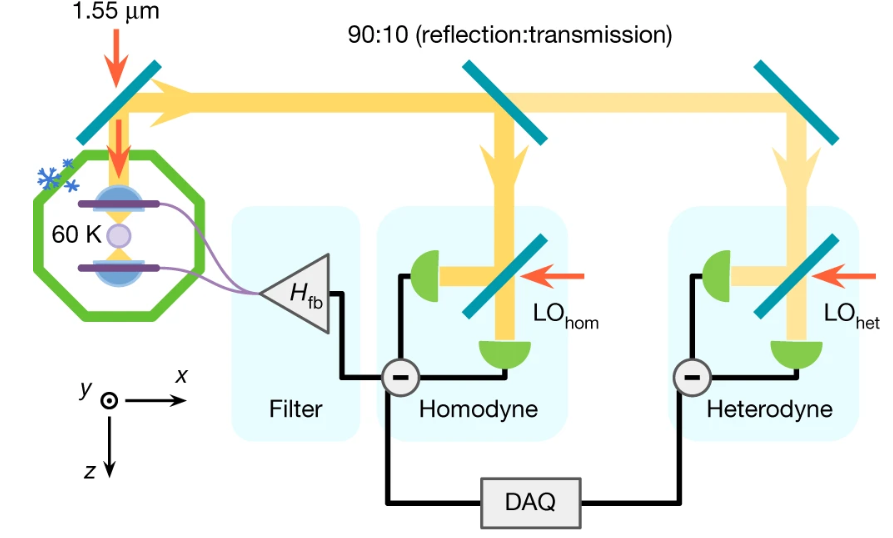 1.55 μm
90:10 (reflection:transmission)
60 K
H_fb
LO_hom
LO_het
y
x
z
Filter
Homodyne
Heterodyne
DAQ